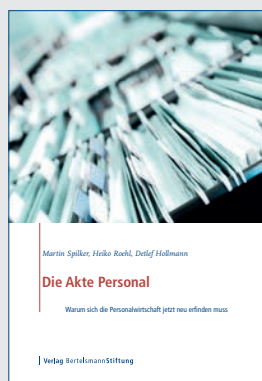 Martin Spilker, Heiko Roehl, Detlef Hollmann
Die Akte Personal
Warum sich die Personalwirtschaft jetzt neu erfinden muss
Verlag BertelsmannStiftung